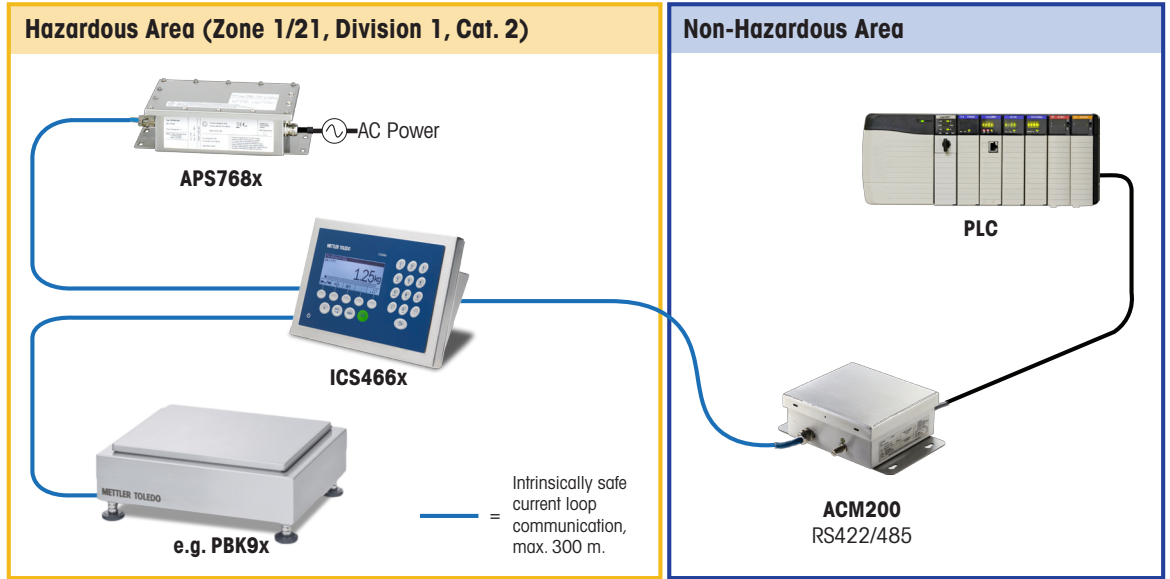 Hazardous Area (Zone 1/21, Division 1, Cat. 2)
Non-Hazardous Area
AC Power
APS768x
PLC
METTLER TOLEDO
1.25kg
ICS466x
METTLER TOLEDO
e.g. PBK9x
=
Intrinsically safe
current loop
communication,
max. 300 m.
ACM200
RS422/485